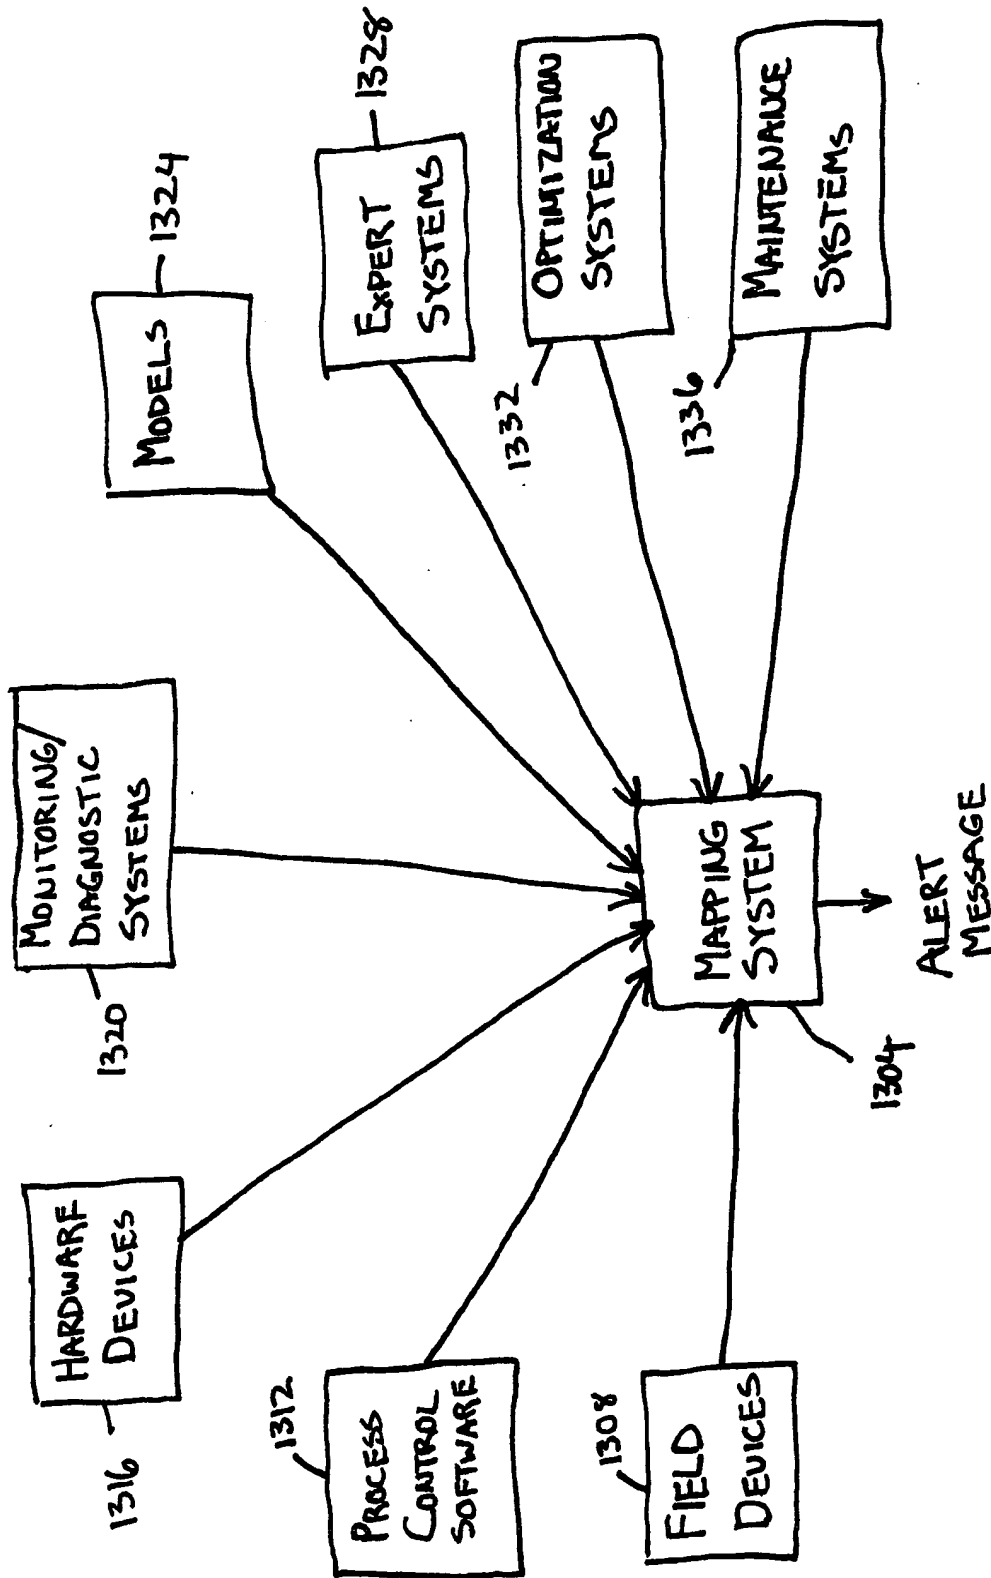 HARDWARE
DEVICES
1316
MONITORING/
DIAGNOSTIC
SYSTEMS
1320
MODELS
1324
EXPERT
SYSTEMS
1328
PROCESS
CONTROL
SOFTWARE
1312
OPTIMIZATION
SYSTEMS
1332
FIELD
DEVICES
1308
MAPPING
SYSTEM
1304
MAINTENANCE
SYSTEMS
1336
ALERT
MESSAGE